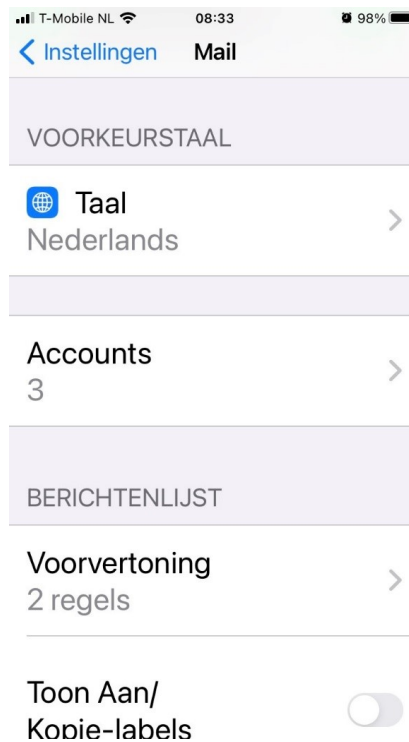 T-Mobile NL 08:33 98%
Instellingen Mail
VOORKEURSTAAL
Taal
Nederlands
Accounts
3
BERICHTENLIJST
Voorvertoning
2 regels
Toon Aan/
Kopie-labels